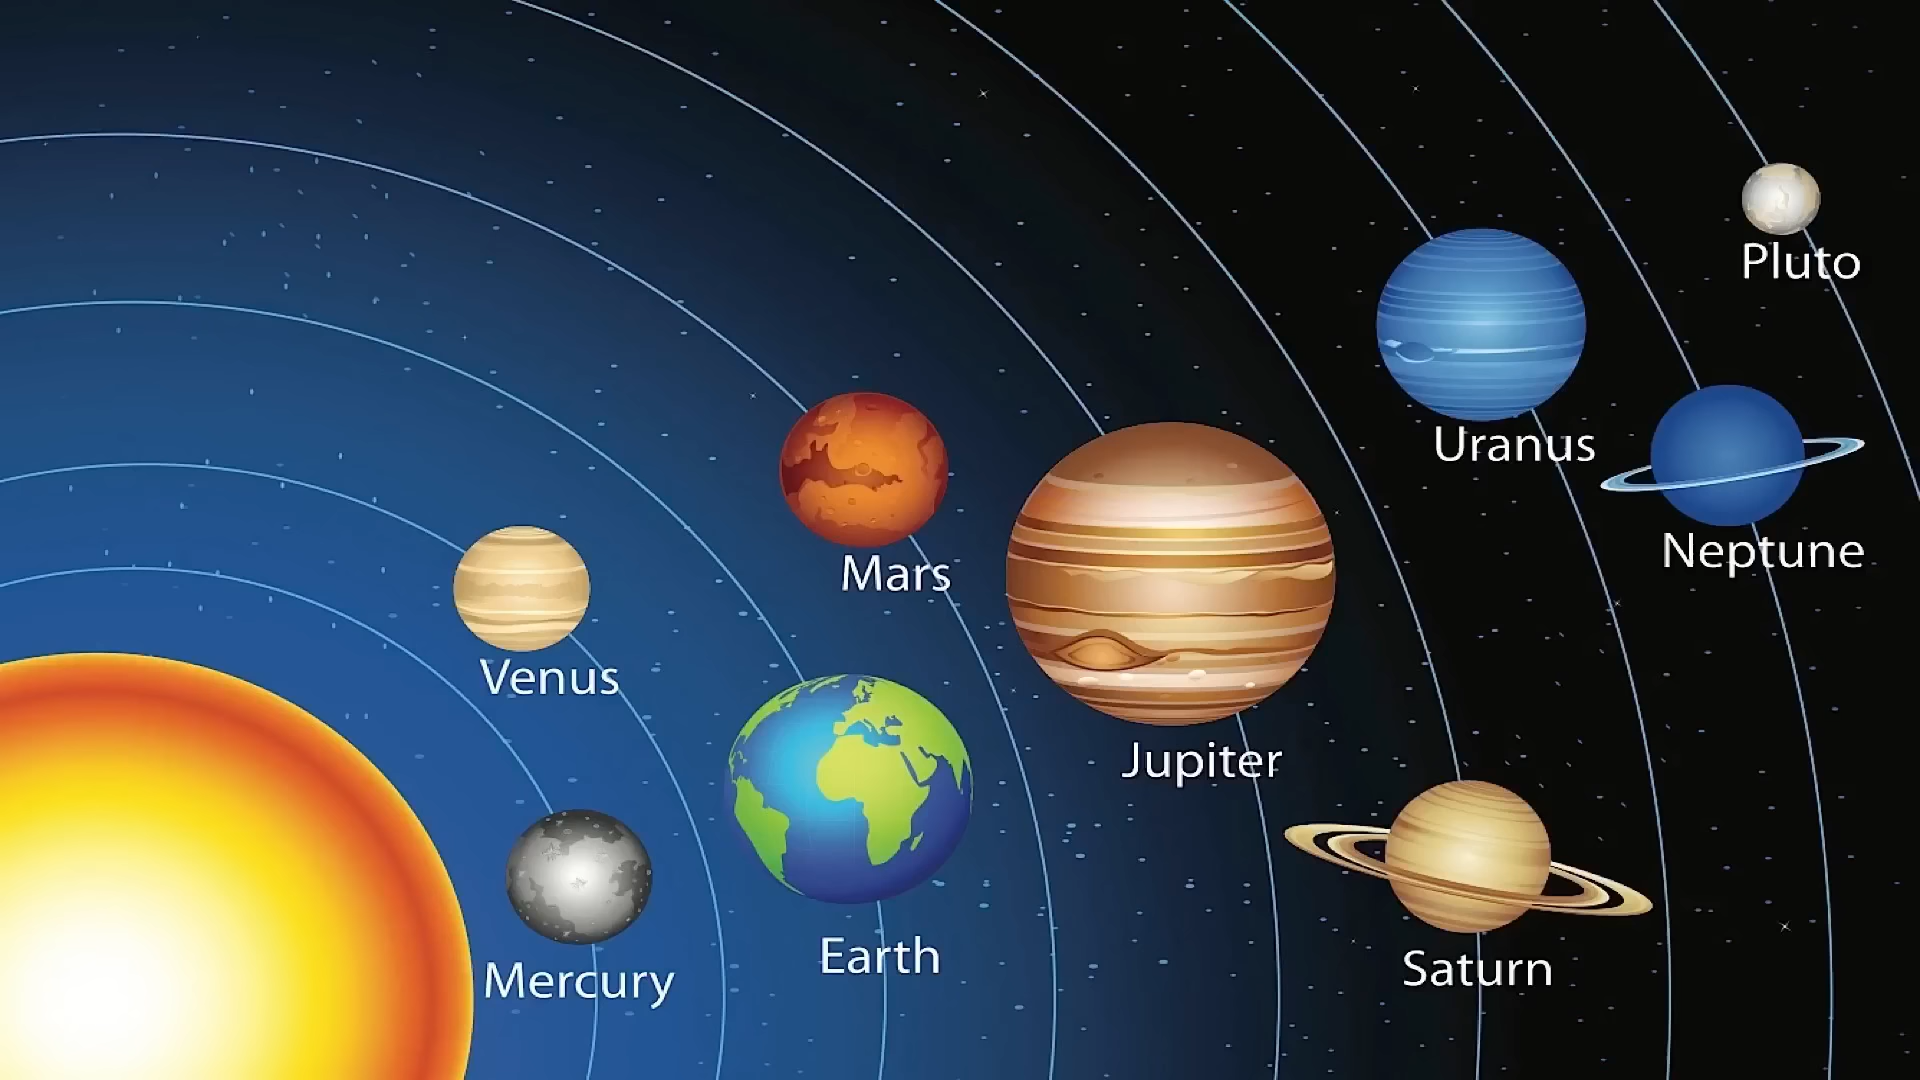 Pluto
Uranus
Neptune
Mars
Venus
Jupiter
Earth
Saturn
Mercury